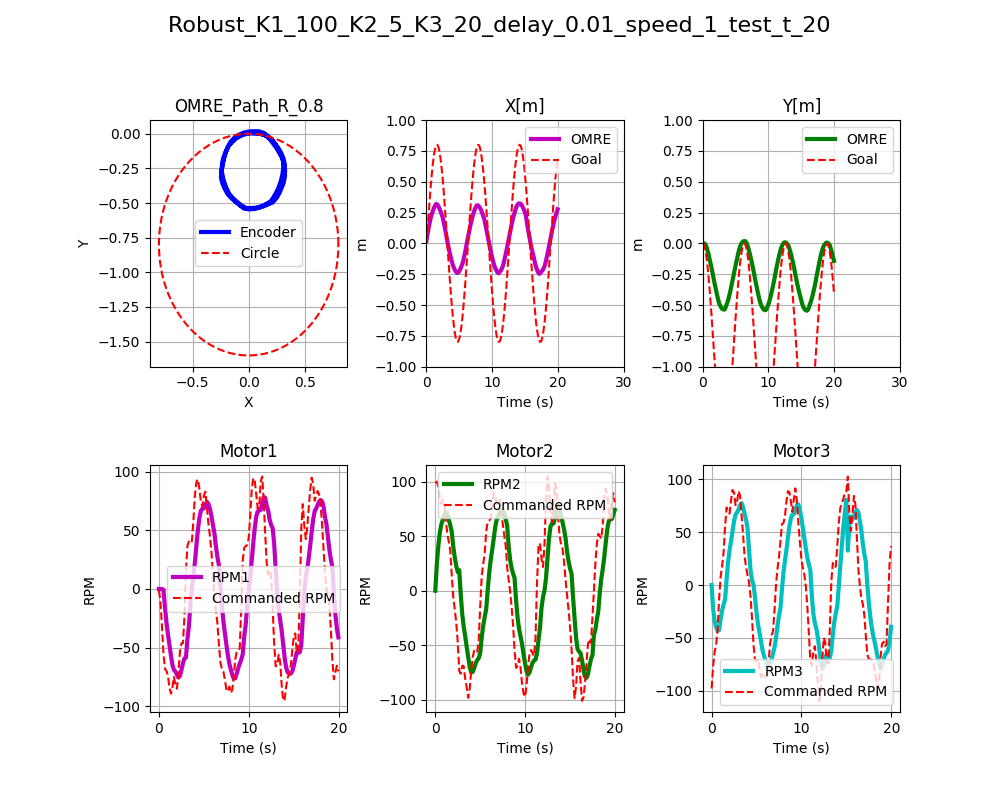 Robust_K1_100_K2_5_K3_20_delay_0.01_speed_1_test_t_20
OMRE_Path_R_0.8
0.00
−0.25
−0.50
−0.75
−1.00
−1.25
−1.50
Y
Encoder
Circle
−0.5
0.0
0.5
X
X[m]
1.00
0.75
0.50
0.25
0.00
−0.25
−0.50
−0.75
−1.00
m
OMRE
Goal
0
10
20
30
Time (s)
Y[m]
1.00
0.75
0.50
0.25
0.00
−0.25
−0.50
−0.75
−1.00
m
OMRE
Goal
0
10
20
30
Time (s)
Motor1
100
50
0
−50
−100
RPM
RPM1
Commanded RPM
0
10
20
Time (s)
Motor2
100
50
0
−50
−100
RPM
RPM2
Commanded RPM
0
10
20
Time (s)
Motor3
100
50
0
−50
−100
RPM
RPM3
Commanded RPM
0
10
20
Time (s)